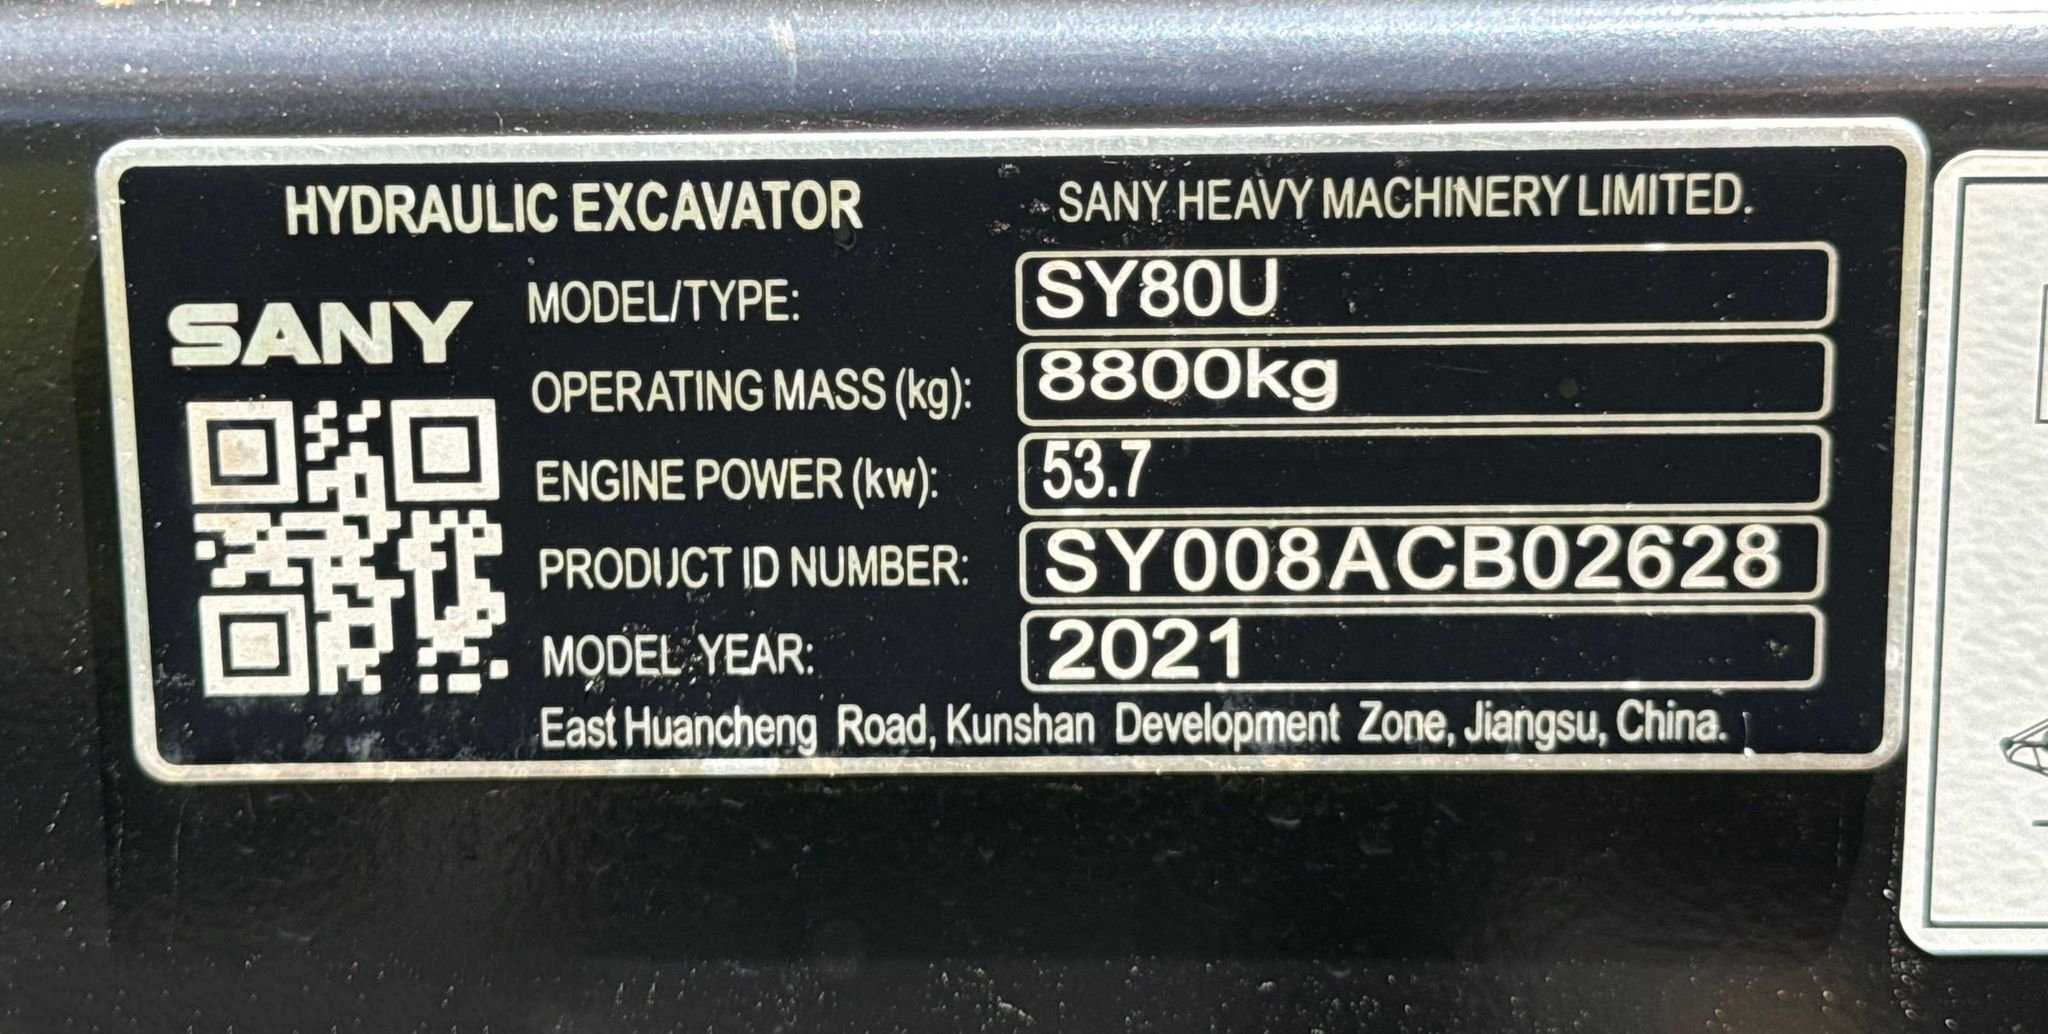 HYDRAULIC EXCAVATOR SANY HEAVY MACHINERY LIMITED.
SANY
MODEL/TYPE: SY80U
OPERATING MASS (kg): 8800kg
ENGINE POWER (kw): 53.7
PRODUCT ID NUMBER: SY008ACB02628
MODEL YEAR: 2021
East Huancheng Road, Kunshan Development Zone, Jiangsu, China.